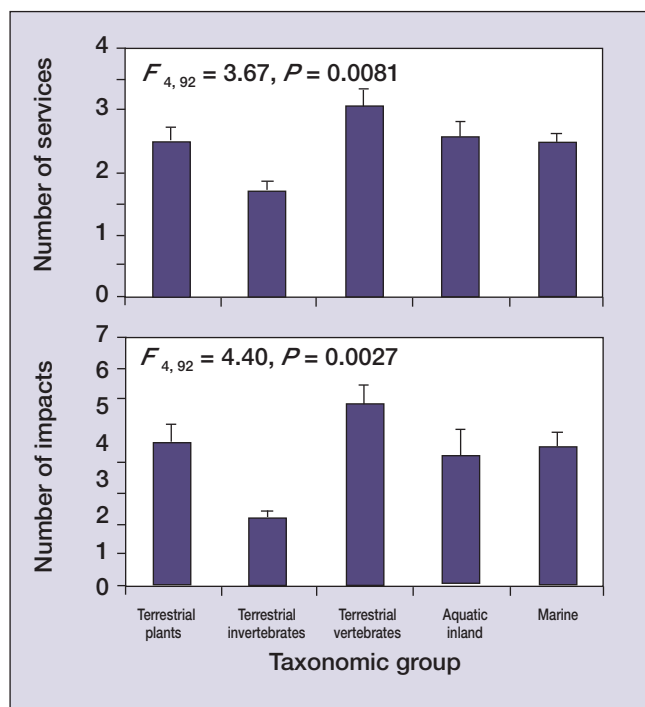 Number of services
4
3
2
1
0
F 4, 92 = 3.67, P = 0.0081
Number of impacts
7
6
5
4
3
2
1
0
F 4, 92 = 4.40, P = 0.0027
Terrestrial plants
Terrestrial invertebrates
Terrestrial vertebrates
Aquatic inland
Marine
Taxonomic group